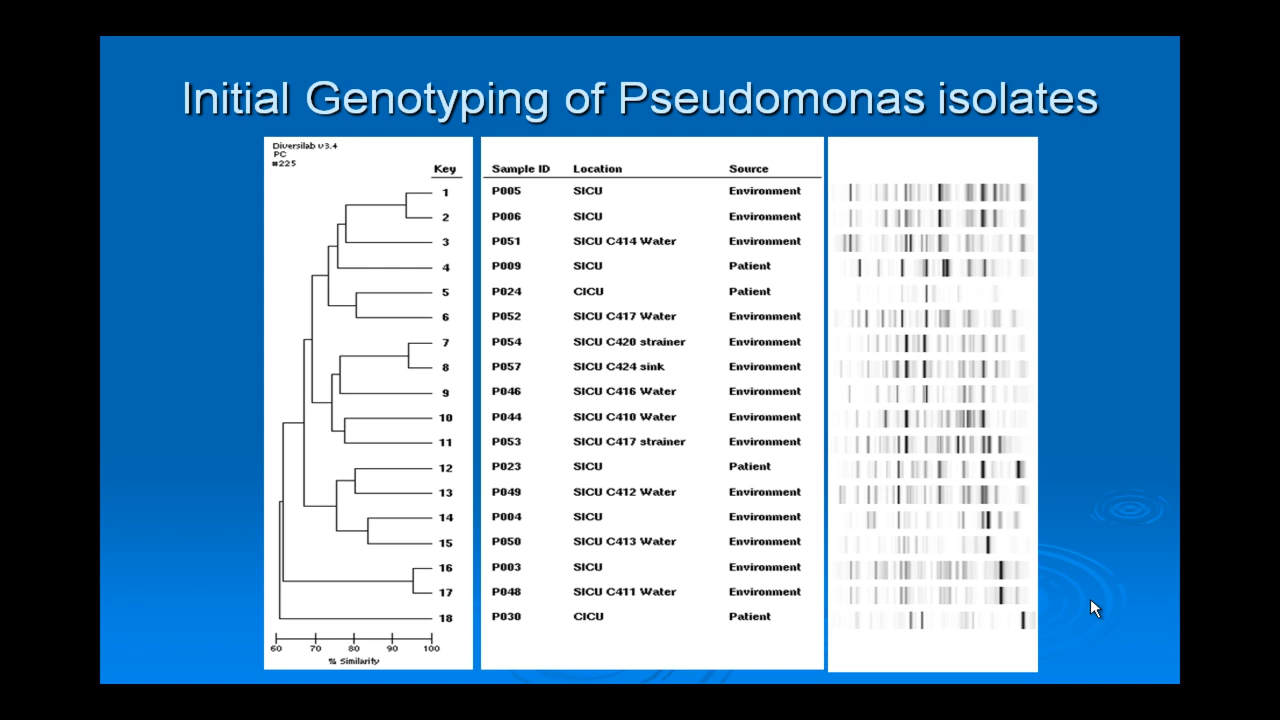 Initial Genotyping of Pseudomonas isolates
Diversilab v3.4
PC
#225
Key Sample ID Location Source
1 P005 SICU Environment
2 P006 SICU Environment
3 P051 SICU C414 Water Environment
4 P009 SICU Patient
5 P024 CICU Patient
6 P052 SICU C417 Water Environment
7 P054 SICU C420 strainer Environment
8 P057 SICU C424 sink Environment
9 P046 SICU C416 Water Environment
10 P044 SICU C410 Water Environment
11 P053 SICU C417 strainer Environment
12 P023 SICU Patient
13 P049 SICU C412 Water Environment
14 P004 SICU Environment
15 P050 SICU C413 Water Environment
16 P003 SICU Environment
17 P048 SICU C411 Water Environment
18 P030 CICU Patient
60 70 80 90 100
% Similarity